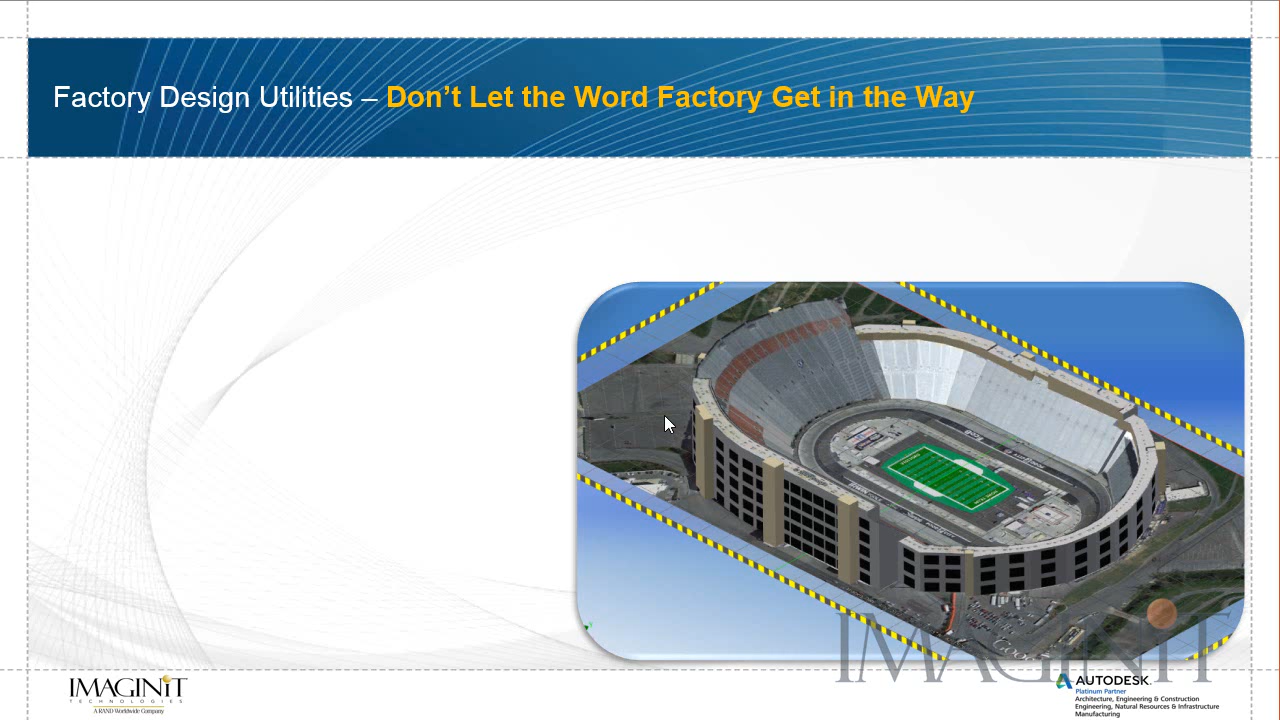 Factory Design Utilities – Don’t Let the Word Factory Get in the Way
IMAGINiT
IMAGINiT
TECHNOLOGIES
A RAND Worldwide Company
AUTODESK.
Platinum Partner
Architecture, Engineering & Construction
Engineering, Natural Resources & Infrastructure
Manufacturing